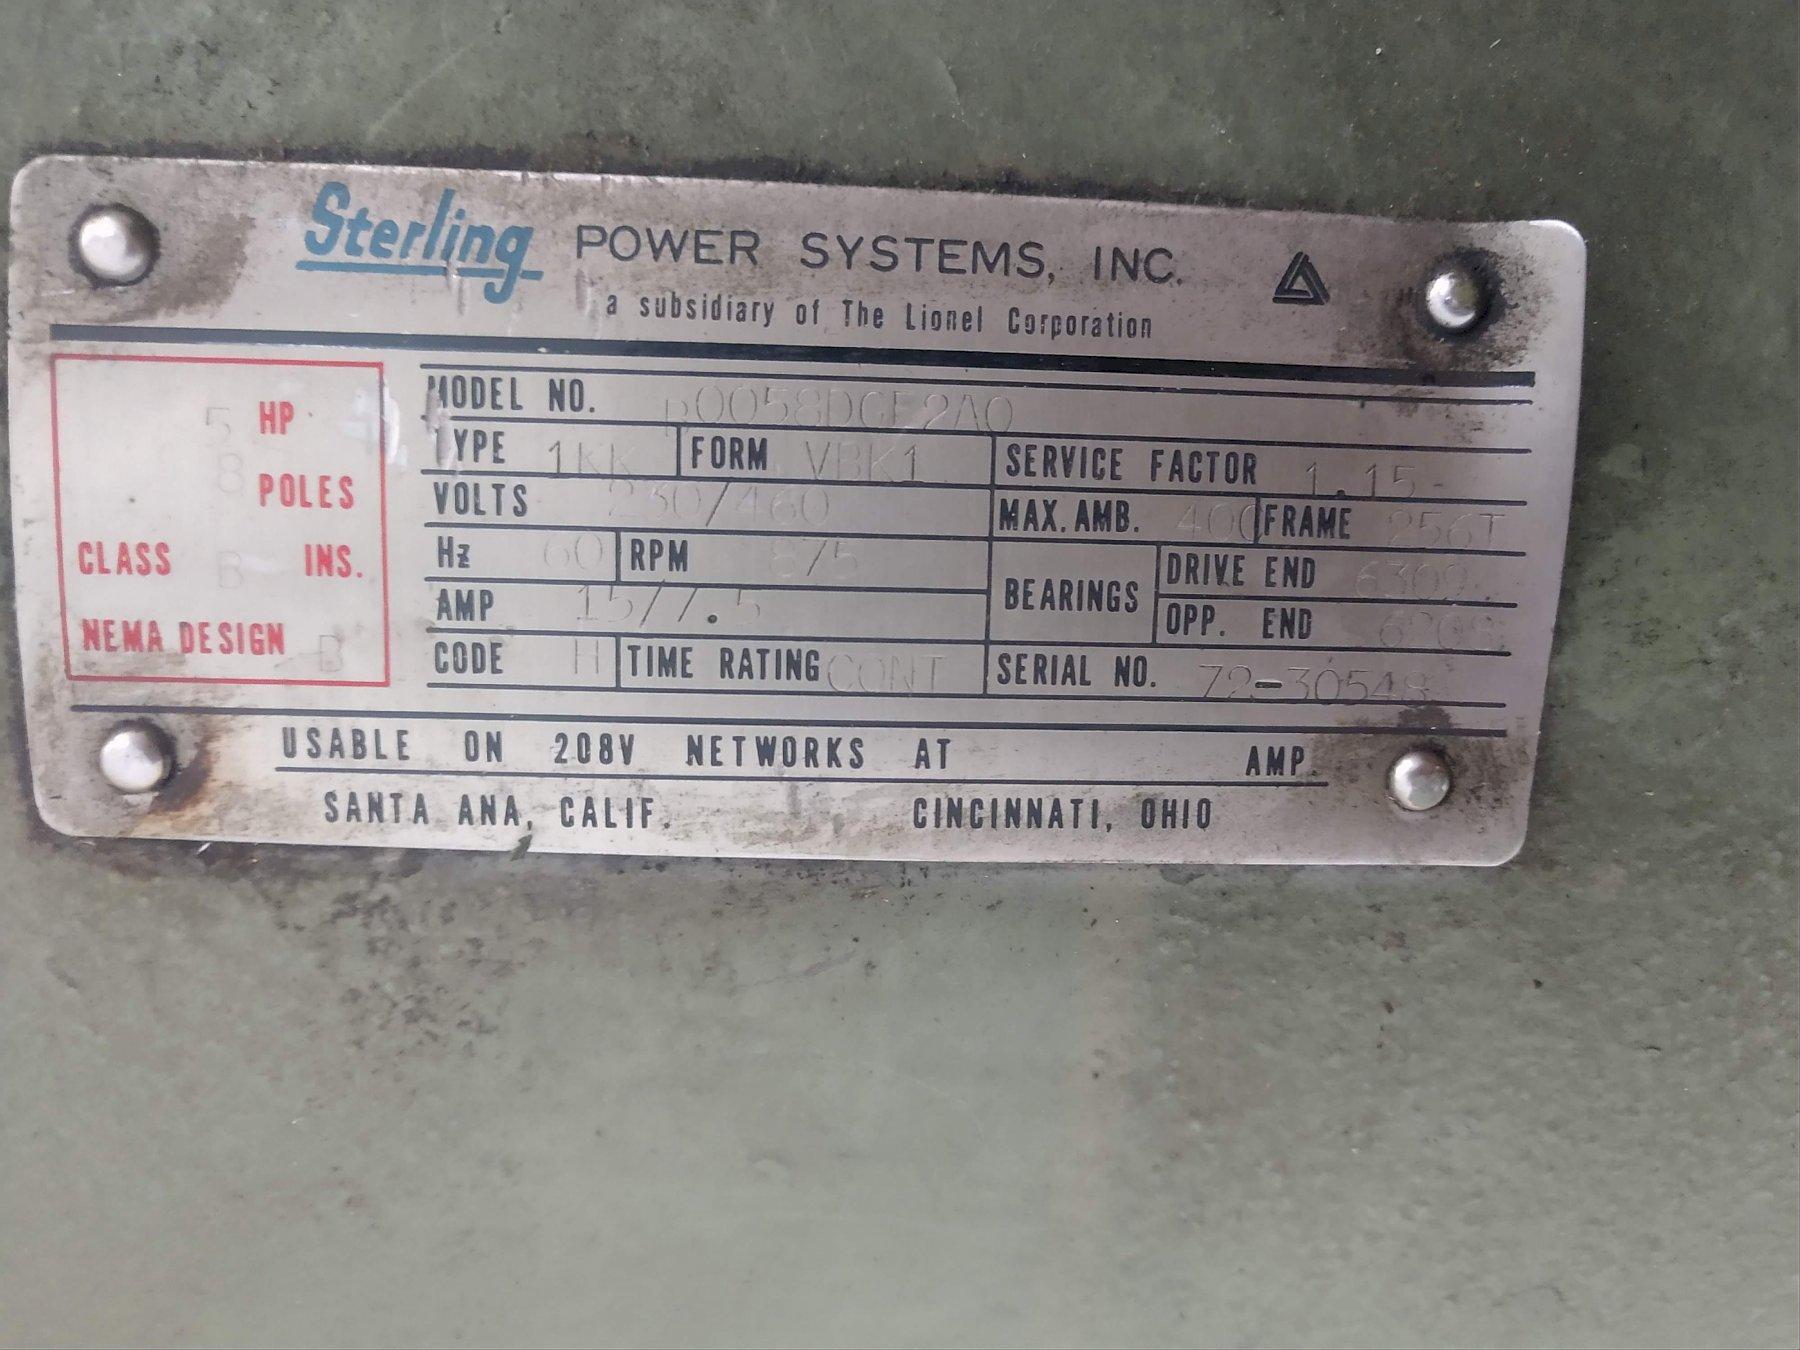 Sterling POWER SYSTEMS, INC.
a subsidiary of The Lionel Corporation
5 HP
8 POLES
CLASS B INS.
NEMA DESIGN B
MODEL NO.
TYPE 1KK FORM VBK1 SERVICE FACTOR 1.15
VOLTS 230/460 MAX. AMB. 40C FRAME 256T
Hz 60 RPM 875 BEARINGS DRIVE END 6309
AMP 15/7.5 OPP. END
CODE H TIME RATING CONT SERIAL NO. 72-30548
USABLE ON 208V NETWORKS AT AMP.
SANTA ANA, CALIF. CINCINNATI, OHIO